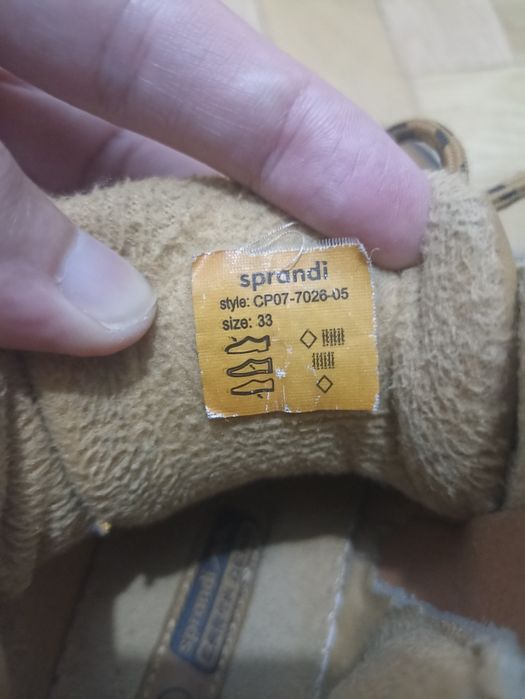 sprandi
style: CP07-7026-05
size: 33
Sprandi